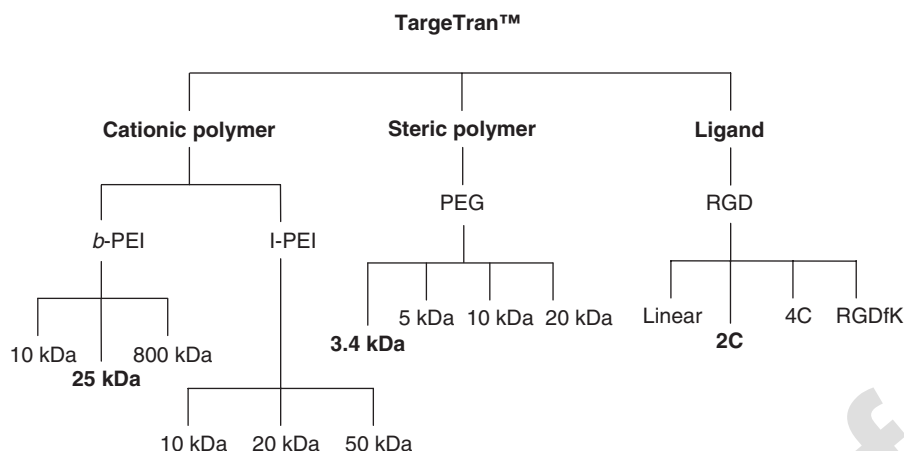 TargeTran™
Cationic polymer Steric polymer Ligand
PEG RGD
b-PEI l-PEI
Linear 4C RGDfK
5 kDa 10 kDa 20 kDa
3.4 kDa 2C
10 kDa 800 kDa
25 kDa
10 kDa 20 kDa 50 kDa